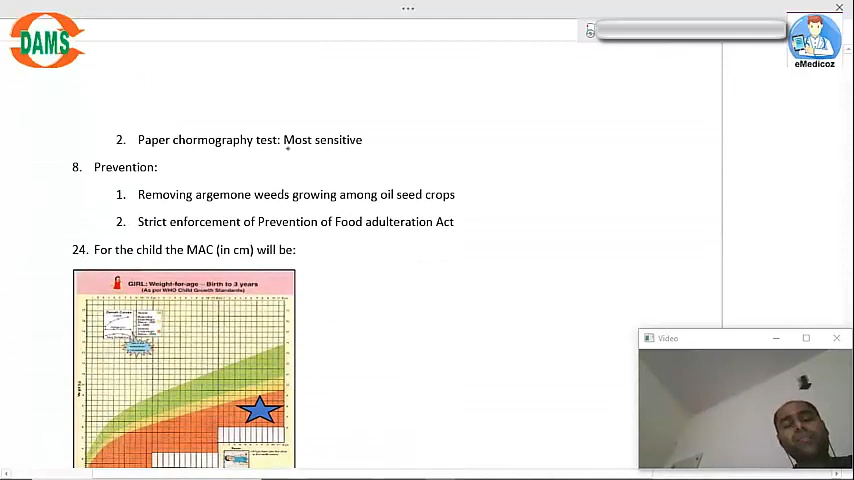 DAMS
eMedicoz
2. Paper chormography test: Most sensitive
8. Prevention:
1. Removing argemone weeds growing among oil seed crops
2. Strict enforcement of Prevention of Food adulteration Act
24. For the child the MAC (in cm) will be:
GIRL: Weight-for-age – Birth to 3 years
(As per WHO Child Growth Standards)
Video